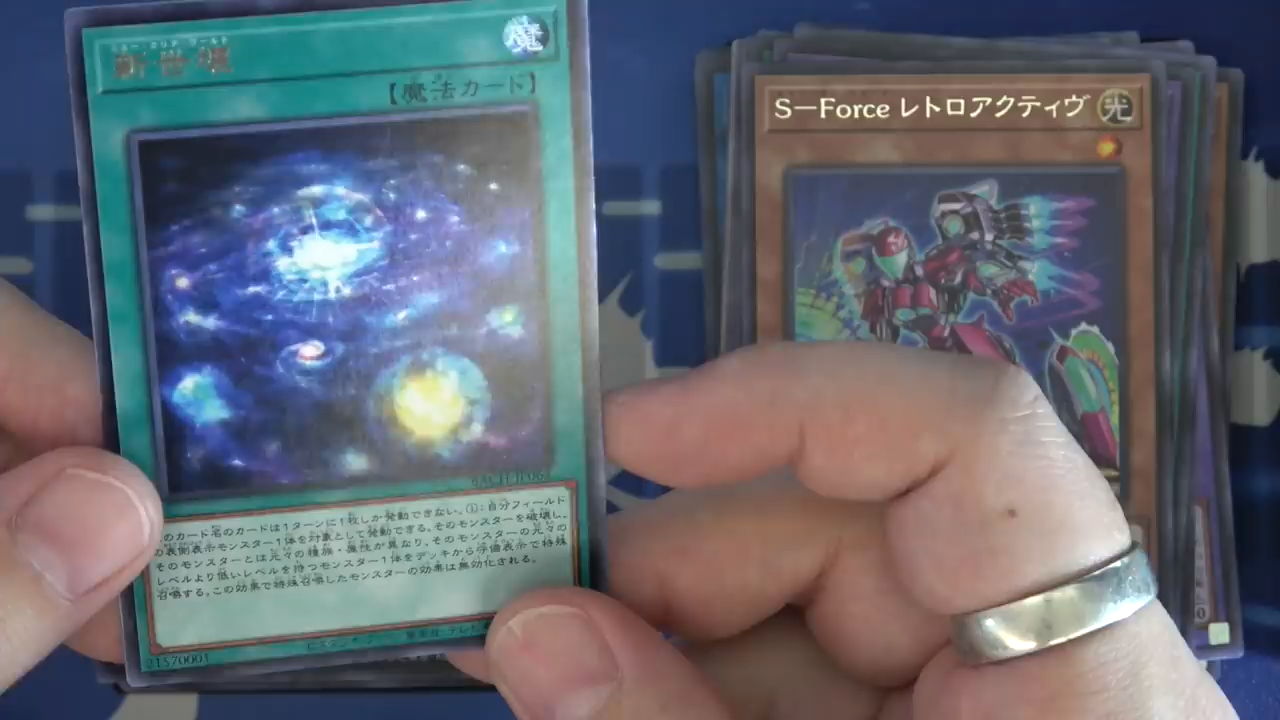 新世壊
魔
【魔法カード】
のカード名のカードは1ターンに1枚しか発動できない。①：自分フィールド
の表側表示モンスター1体を対象として発動できる。そのモンスターを破壊し、
そのモンスターとは元々の種族・属性が異なり、そのモンスターの元々の
レベルより低いレベルを持つモンスター1体をデッキから守備表示で特殊
召喚する。この効果で特殊召喚したモンスターの効果は無効化される。
21570001
S－Force レトロアクティヴ
光